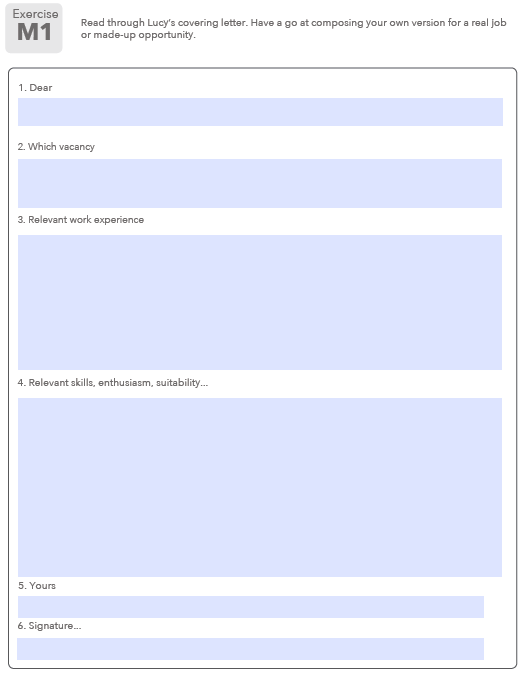 Exercise
M1
Read through Lucy's covering letter. Have a go at composing your own version for a real job
or made-up opportunity.
1. Dear
2. Which vacancy
3. Relevant work experience
4. Relevant skills, enthusiasm, suitability...
5. Yours
6. Signature...